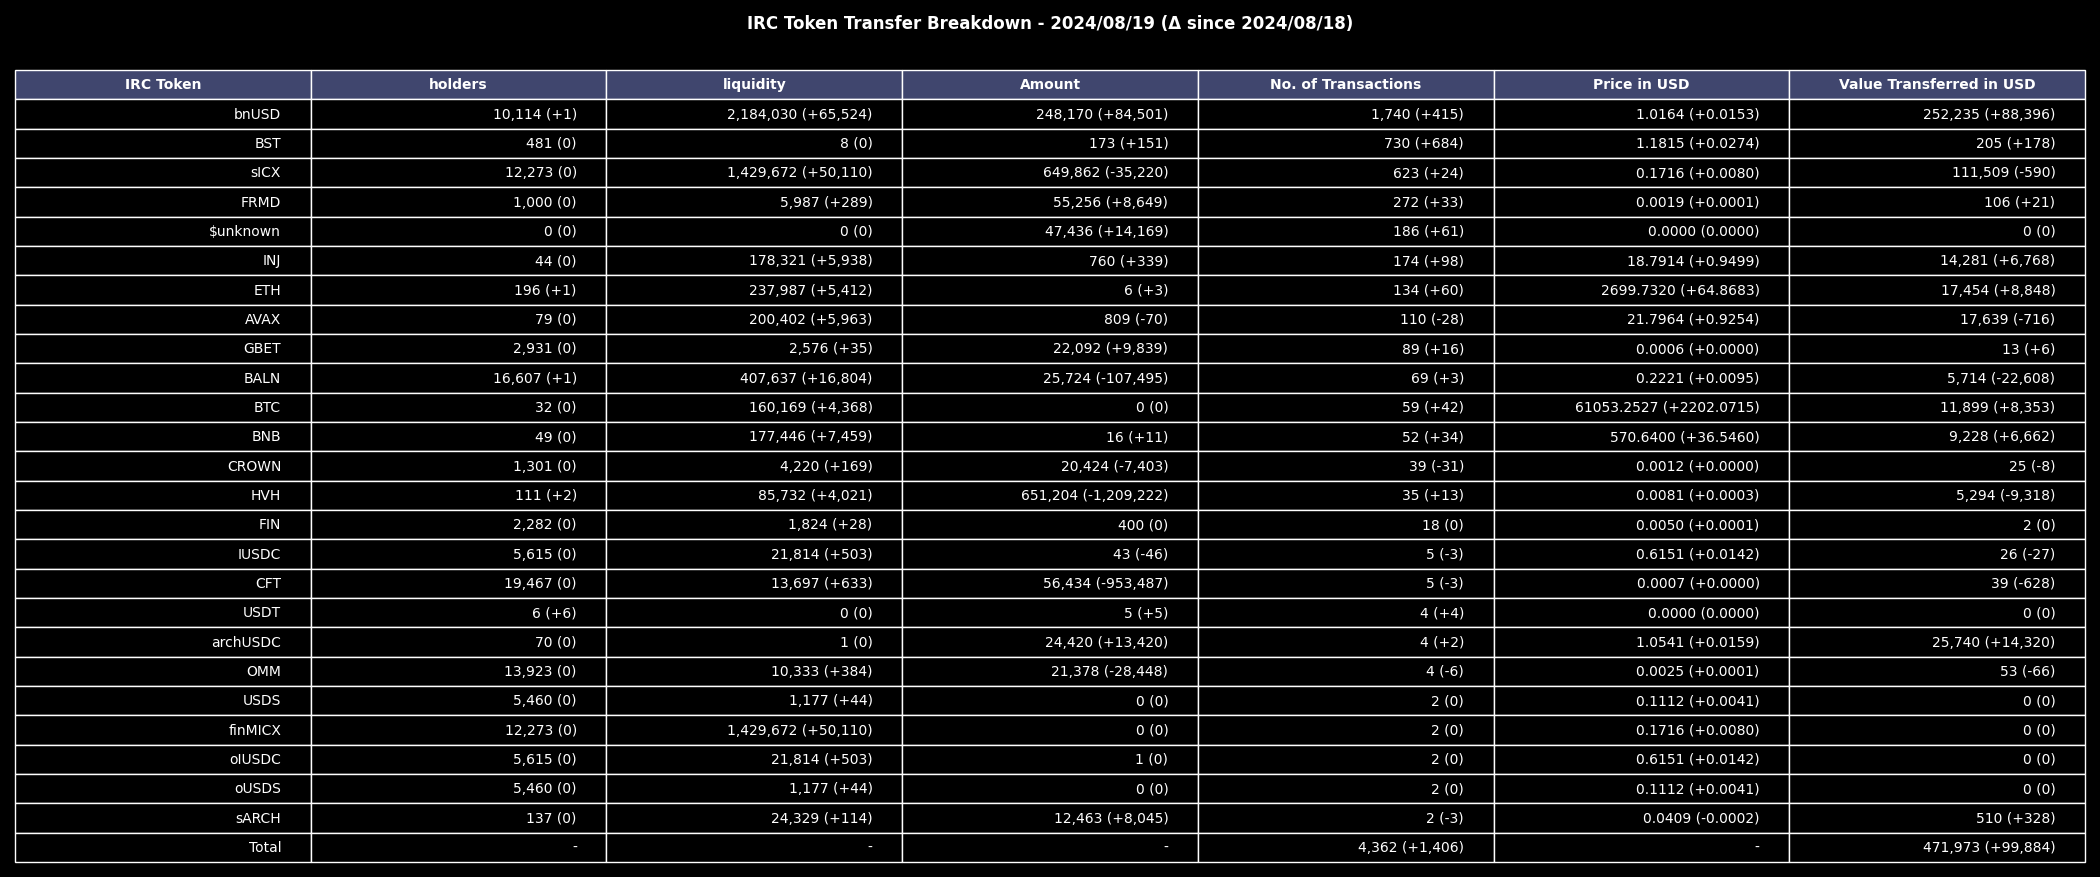 IRC Token Transfer Breakdown - 2024/08/19 (Δ since 2024/08/18)
IRC Token holders liquidity Amount No. of Transactions Price in USD Value Transferred in USD
bnUSD 10,114 (+1) 2,184,030 (+65,524) 248,170 (+84,501) 1,740 (+415) 1.0164 (+0.0153) 252,235 (+88,396)
BST 481 (0) 8 (0) 173 (+151) 730 (+684) 1.1815 (+0.0274) 205 (+178)
sICX 12,273 (0) 1,429,672 (+50,110) 649,862 (-35,220) 623 (+24) 0.1716 (+0.0080) 111,509 (-590)
FRMD 1,000 (0) 5,987 (+289) 55,256 (+8,649) 272 (+33) 0.0019 (+0.0001) 106 (+21)
$unknown 0 (0) 0 (0) 47,436 (+14,169) 186 (+61) 0.0000 (0.0000) 0 (0)
INJ 44 (0) 178,321 (+5,938) 760 (+339) 174 (+98) 18.7914 (+0.9499) 14,281 (+6,768)
ETH 196 (+1) 237,987 (+5,412) 6 (+3) 134 (+60) 2699.7320 (+64.8683) 17,454 (+8,848)
AVAX 79 (0) 200,402 (+5,963) 809 (-70) 110 (-28) 21.7964 (+0.9254) 17,639 (-716)
GBET 2,931 (0) 2,576 (+35) 22,092 (+9,839) 89 (+16) 0.0006 (+0.0000) 13 (+6)
BALN 16,607 (+1) 407,637 (+16,804) 25,724 (-107,495) 69 (+3) 0.2221 (+0.0095) 5,714 (-22,608)
BTC 32 (0) 160,169 (+4,368) 0 (0) 59 (+42) 61053.2527 (+2202.0715) 11,899 (+8,353)
BNB 49 (0) 177,446 (+7,459) 16 (+11) 52 (+34) 570.6400 (+36.5460) 9,228 (+6,662)
CROWN 1,301 (0) 4,220 (+169) 20,424 (-7,403) 39 (-31) 0.0012 (+0.0000) 25 (-8)
HVH 111 (+2) 85,732 (+4,021) 651,204 (-1,209,222) 35 (+13) 0.0081 (+0.0003) 5,294 (-9,318)
FIN 2,282 (0) 1,824 (+28) 400 (0) 18 (0) 0.0050 (+0.0001) 2 (0)
IUSDC 5,615 (0) 21,814 (+503) 43 (-46) 5 (-3) 0.6151 (+0.0142) 26 (-27)
CFT 19,467 (0) 13,697 (+633) 56,434 (-953,487) 5 (-3) 0.0007 (+0.0000) 39 (-628)
USDT 6 (+6) 0 (0) 5 (+5) 4 (+4) 0.0000 (0.0000) 0 (0)
archUSDC 70 (0) 1 (0) 24,420 (+13,420) 4 (+2) 1.0541 (+0.0159) 25,740 (+14,320)
OMM 13,923 (0) 10,333 (+384) 21,378 (-28,448) 4 (-6) 0.0025 (+0.0001) 53 (-66)
USDS 5,460 (0) 1,177 (+44) 0 (0) 2 (0) 0.1112 (+0.0041) 0 (0)
finMICX 12,273 (0) 1,429,672 (+50,110) 0 (0) 2 (0) 0.1716 (+0.0080) 0 (0)
oIUSDC 5,615 (0) 21,814 (+503) 1 (0) 2 (0) 0.6151 (+0.0142) 0 (0)
oUSDS 5,460 (0) 1,177 (+44) 0 (0) 2 (0) 0.1112 (+0.0041) 0 (0)
sARCH 137 (0) 24,329 (+114) 12,463 (+8,045) 2 (-3) 0.0409 (-0.0002) 510 (+328)
Total - - - 4,362 (+1,406) - 471,973 (+99,884)